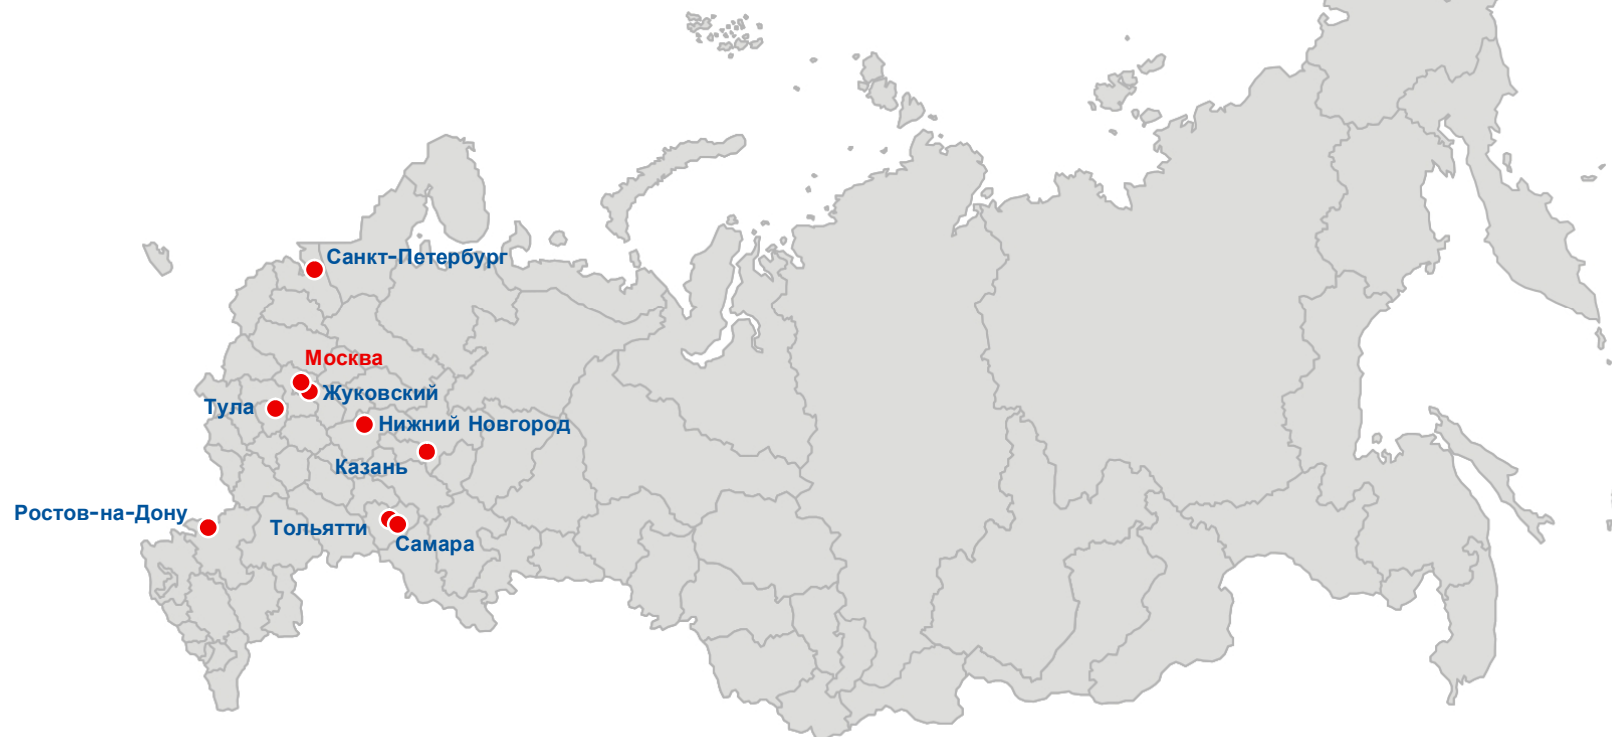 Санкт-Петербург
Москва
Жуковский
Тула
Нижний Новгород
Казань
Ростов-на-Дону
Тольятти
Самара